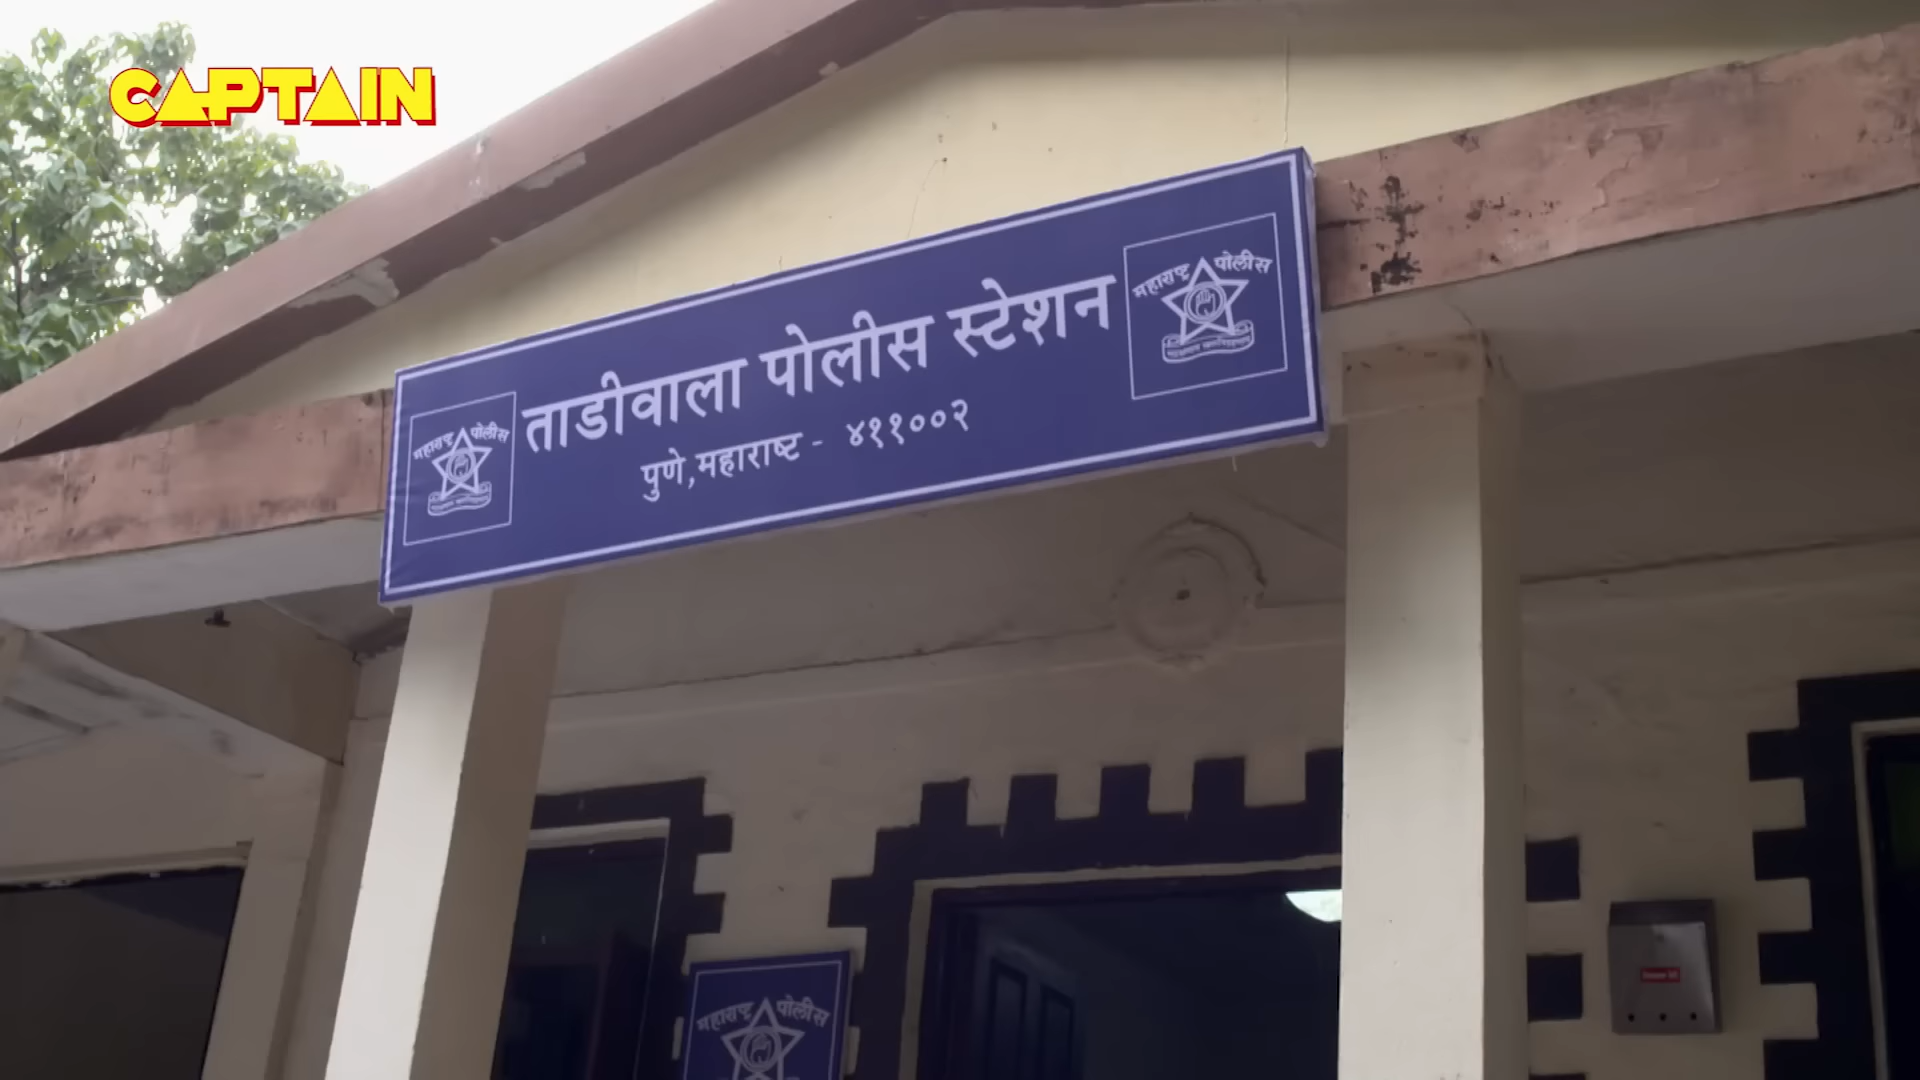 CAPTAIN
महाराष्ट्र पोलीस
ताडीवाला पोलीस स्टेशन
पुणे, महाराष्ट्र - ४११००२
महाराष्ट्र पोलीस
महाराष्ट्र पोलीस